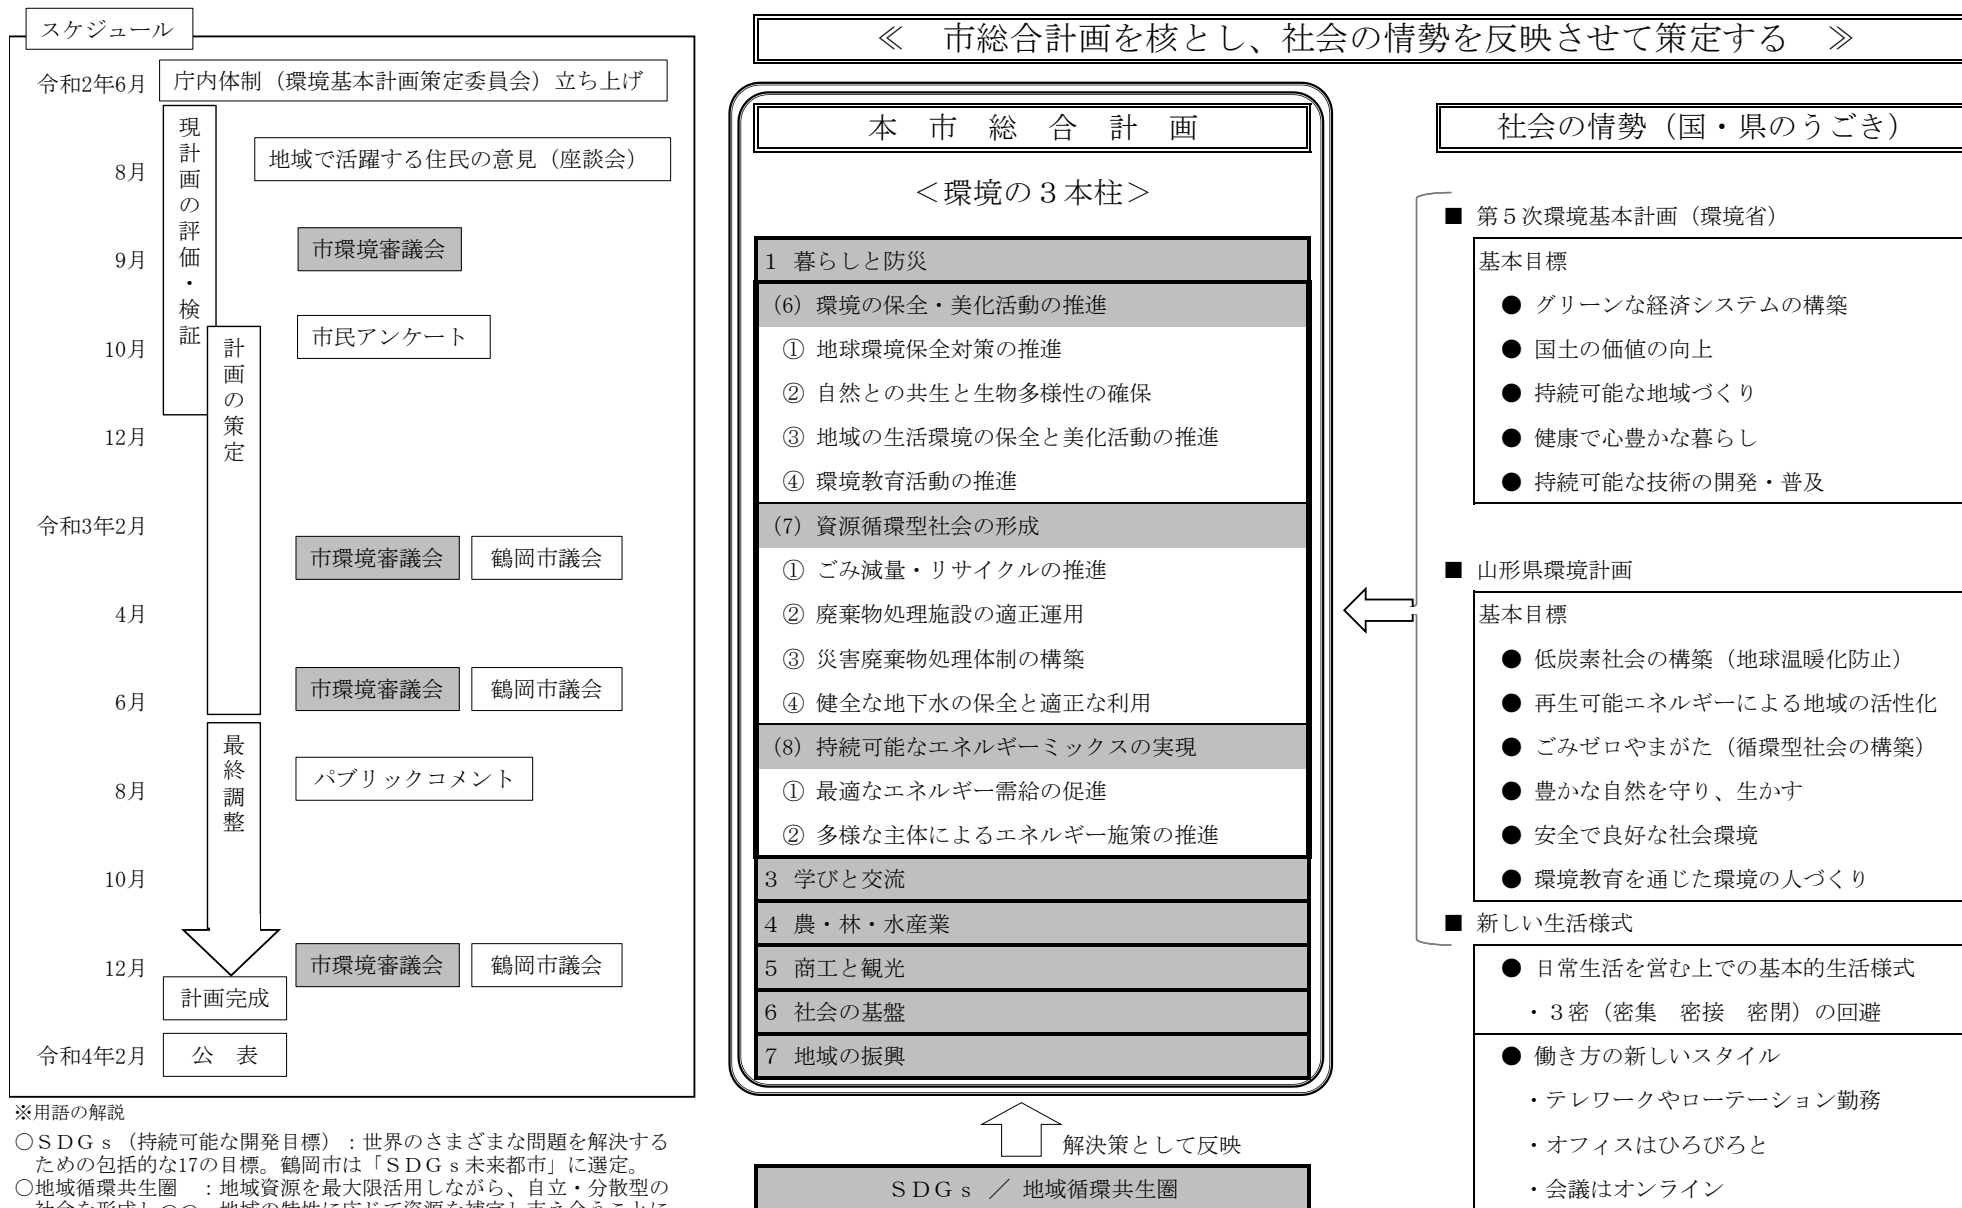 スケジュール
令和2年6月
庁内体制（環境基本計画策定委員会）立ち上げ
現計画の評価・検証
8月
地域で活躍する住民の意見（座談会）
9月
市環境審議会
計画の策定
10月
市民アンケート
12月
令和3年2月
市環境審議会
鶴岡市議会
4月
6月
市環境審議会
鶴岡市議会
最終調整
8月
パブリックコメント
10月
12月
市環境審議会
鶴岡市議会
計画完成
令和4年2月
公　表
※用語の解説
○ＳＤＧｓ（持続可能な開発目標）：世界のさまざまな問題を解決する
ための包括的な17の目標。鶴岡市は「ＳＤＧｓ未来都市」に選定。
○地域循環共生圏　：地域資源を最大限活用しながら、自立・分散型の
社会を形成しつつ、地域の特性に応じて資源を補完し支え合うことに
≪　市総合計画を核とし、社会の情勢を反映させて策定する　≫
本　市　総　合　計　画
＜環境の３本柱＞
1 暮らしと防災
(6) 環境の保全・美化活動の推進
① 地球環境保全対策の推進
② 自然との共生と生物多様性の確保
③ 地域の生活環境の保全と美化活動の推進
④ 環境教育活動の推進
(7) 資源循環型社会の形成
① ごみ減量・リサイクルの推進
② 廃棄物処理施設の適正運用
③ 災害廃棄物処理体制の構築
④ 健全な地下水の保全と適正な利用
(8) 持続可能なエネルギーミックスの実現
① 最適なエネルギー需給の促進
② 多様な主体によるエネルギー施策の推進
3 学びと交流
4 農・林・水産業
5 商工と観光
6 社会の基盤
7 地域の振興
解決策として反映
ＳＤＧｓ ／ 地域循環共生圏
社会の情勢（国・県のうごき）
■ 第５次環境基本計画（環境省）
基本目標
● グリーンな経済システムの構築
● 国土の価値の向上
● 持続可能な地域づくり
● 健康で心豊かな暮らし
● 持続可能な技術の開発・普及
■ 山形県環境計画
基本目標
● 低炭素社会の構築（地球温暖化防止）
● 再生可能エネルギーによる地域の活性化
● ごみゼロやまがた（循環型社会の構築）
● 豊かな自然を守り、生かす
● 安全で良好な社会環境
● 環境教育を通じた環境の人づくり
■ 新しい生活様式
● 日常生活を営む上での基本的生活様式
・３密（密集　密接　密閉）の回避
● 働き方の新しいスタイル
・テレワークやローテーション勤務
・オフィスはひろびろと
・会議はオンライン